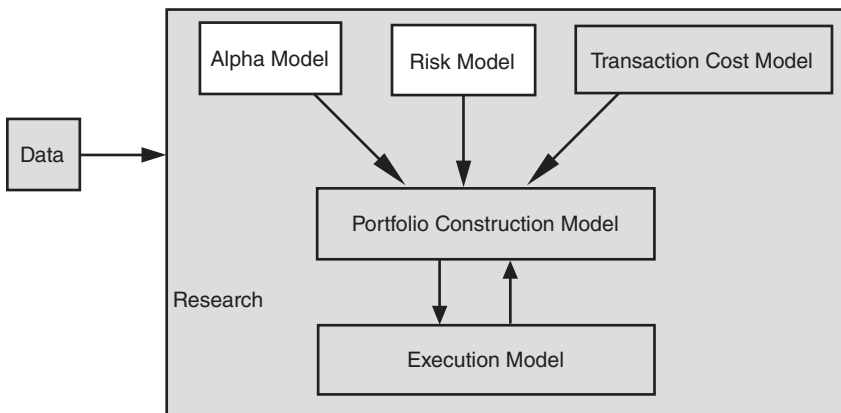 Alpha Model
Risk Model
Transaction Cost Model
Data
Portfolio Construction Model
Research
Execution Model